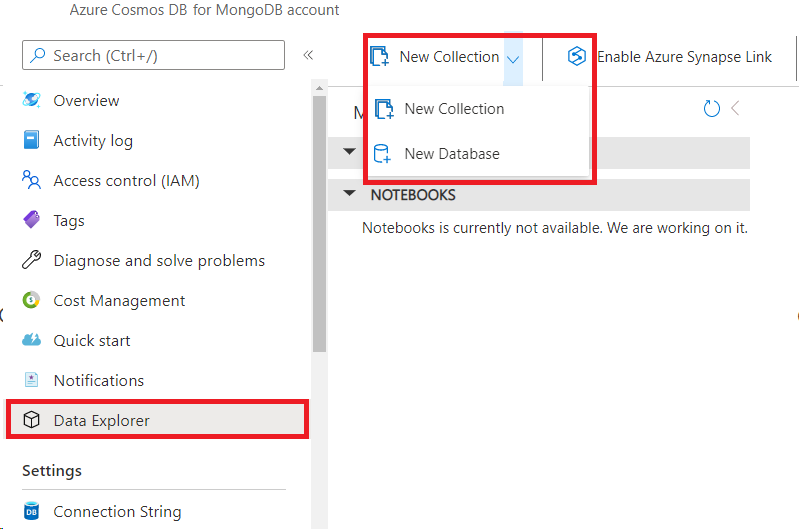 Azure Cosmos DB for MongoDB account
Search (Ctrl+/)
Overview
Activity log
Access control (IAM)
Tags
Diagnose and solve problems
Cost Management
Quick start
Notifications
Data Explorer
Settings
Connection String
New Collection
Enable Azure Synapse Link
New Collection
New Database
NOTEBOOKS
Notebooks is currently not available. We are working on it.